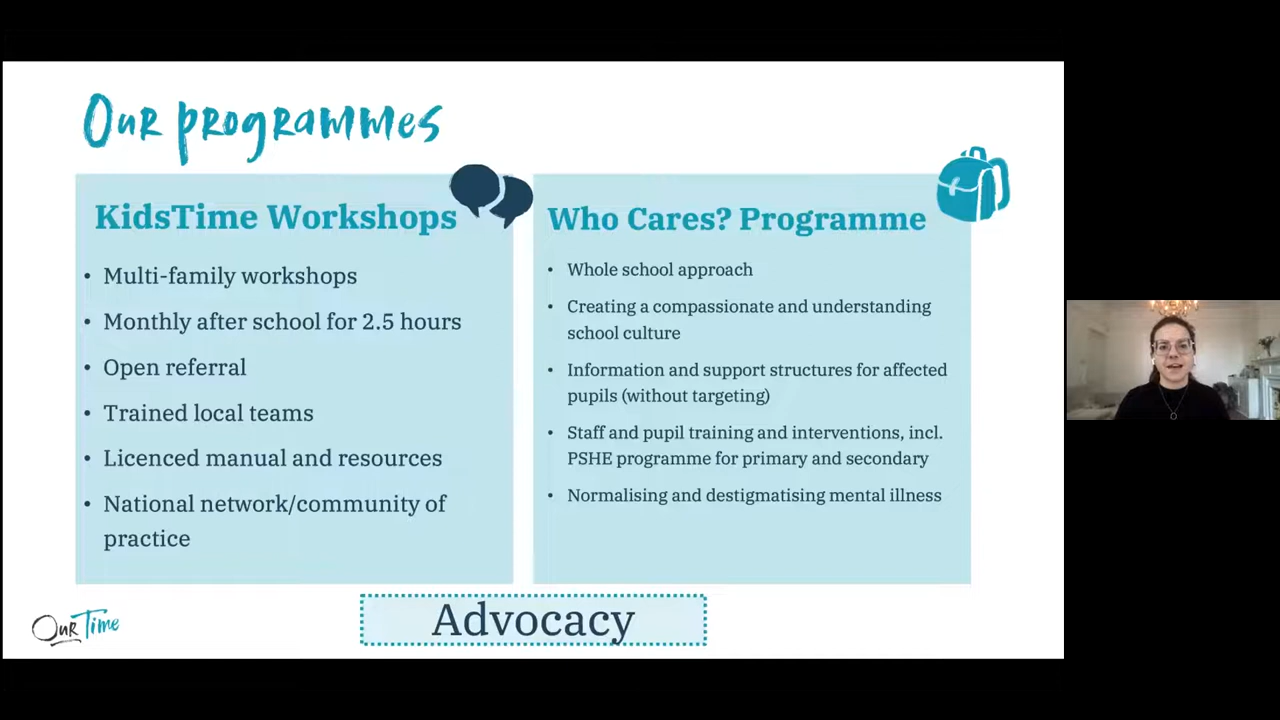 Our programmes
KidsTime Workshops
• Multi-family workshops
• Monthly after school for 2.5 hours
• Open referral
• Trained local teams
• Licenced manual and resources
• National network/community of
practice
Who Cares? Programme
• Whole school approach
• Creating a compassionate and understanding
school culture
• Information and support structures for affected
pupils (without targeting)
• Staff and pupil training and interventions, incl.
PSHE programme for primary and secondary
• Normalising and destigmatising mental illness
Advocacy
Our Time